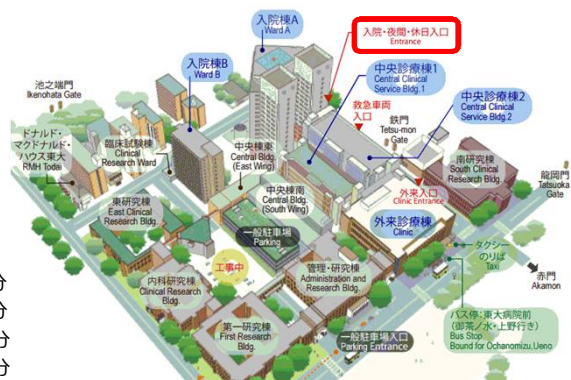 入院棟A
Ward A
入院・夜間・休日入口
Entrance
入院棟B
Ward B
中央診療棟1
Central Clinical
Service Bldg.1
池之端門
Ikenohata Gate
救急車両
入口
中央診療棟2
Central Clinical
Service Bldg.2
鉄門
Tetsu-mon
Gate
ドナルド・
マクドナルド・
ハウス東大
RMH Todai
臨床試験棟
Clinical
Research Ward
中央棟東
Central Bldg.
(East Wing)
南研究棟
South Clinical
Research Bldg.
龍岡門
Tatsuoka
Gate
中央棟南
Central Bldg.
(South Wing)
外来入口
Clinic Entrance
東研究棟
East Clinical
Research Bldg.
外来診療棟
Clinic
一般駐車場
Parking
タクシー
のりば
Taxi
工事中
内科研究棟
Clinical Research
Bldg.
管理・研究棟
Administration and
Research Bldg.
赤門
Akamon
バス停:東大病院前
(御茶ノ水・上野行き)
Bus Stop
Bound for Ochanomizu,Ueno
第一研究棟
First Research
Bldg.
一般駐車場入口
Parking Entrance
分
分
分
分